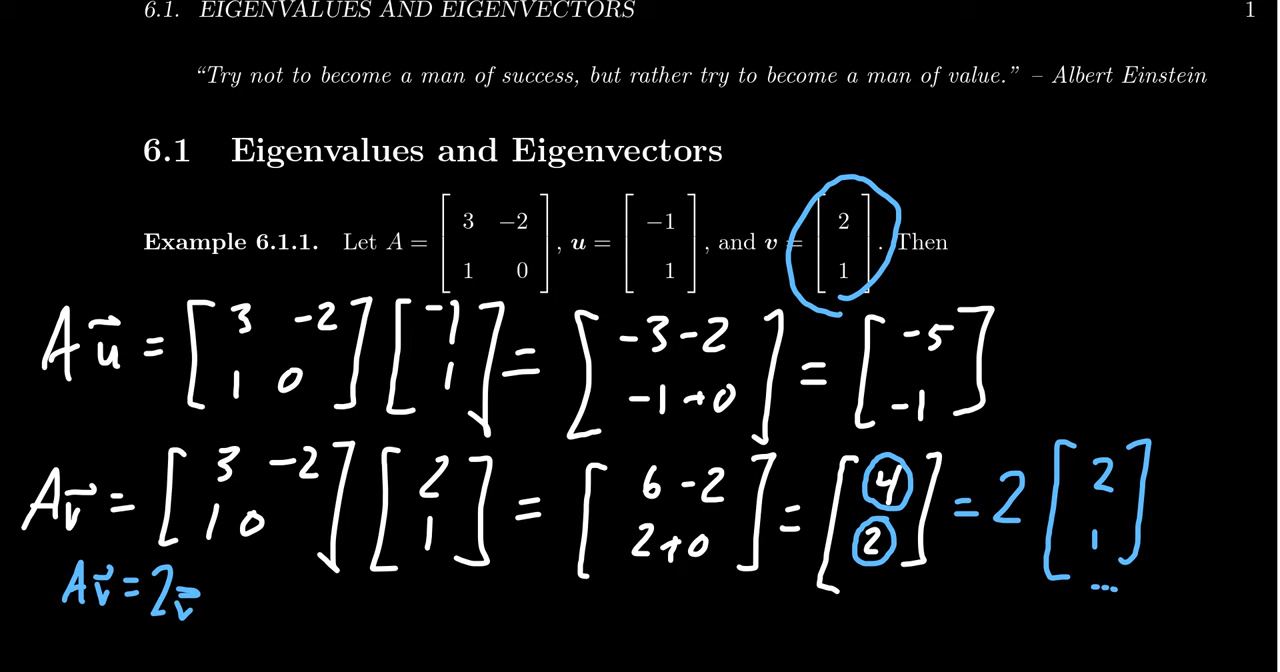 6.1. EIGENVALUES AND EIGENVECTORS 1
“Try not to become a man of success, but rather try to become a man of value.” – Albert Einstein
6.1 Eigenvalues and Eigenvectors
Example 6.1.1. Let A = [3 −2; 1 0], u = [−1; 1], and v = [2; 1]. Then
Au⃗ = [3 -2; 1 0] [-1; 1] = [-3-2; -1+0] = [-5; -1]
Av⃗ = [3 -2; 1 0] [2; 1] = [6-2; 2+0] = [4; 2] = 2 [2; 1]
...
Av⃗ = 2v⃗